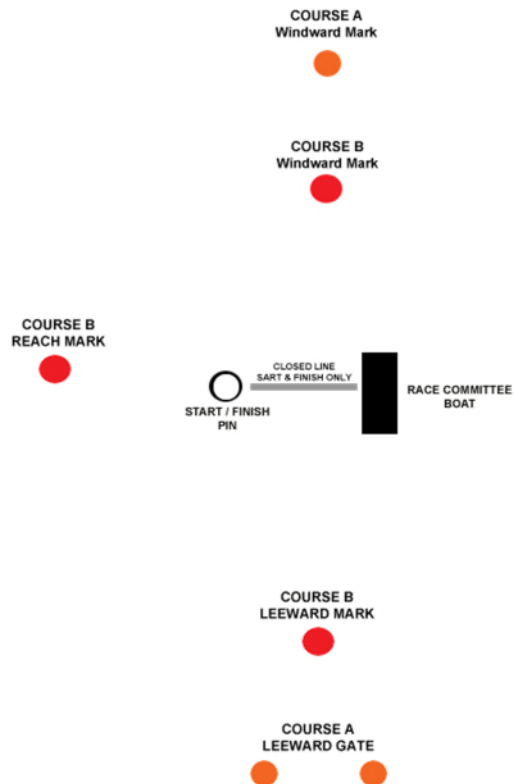 COURSE A
Windward Mark
COURSE B
Windward Mark
COURSE B
REACH MARK
CLOSED LINE
SART & FINISH ONLY
START / FINISH
PIN
RACE COMMITTEE
BOAT
COURSE B
LEEWARD MARK
COURSE A
LEEWARD GATE